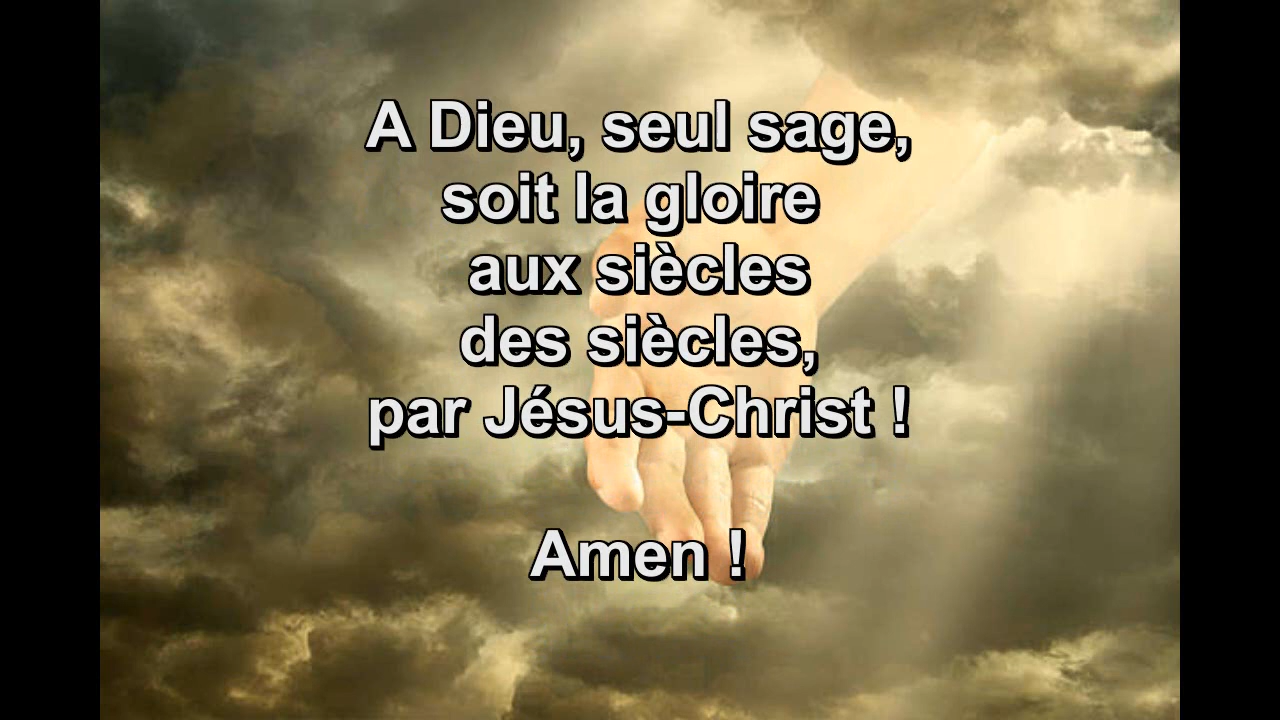 A Dieu, seul sage,
soit la gloire
aux siècles
des siècles,
par Jésus-Christ !
Amen !